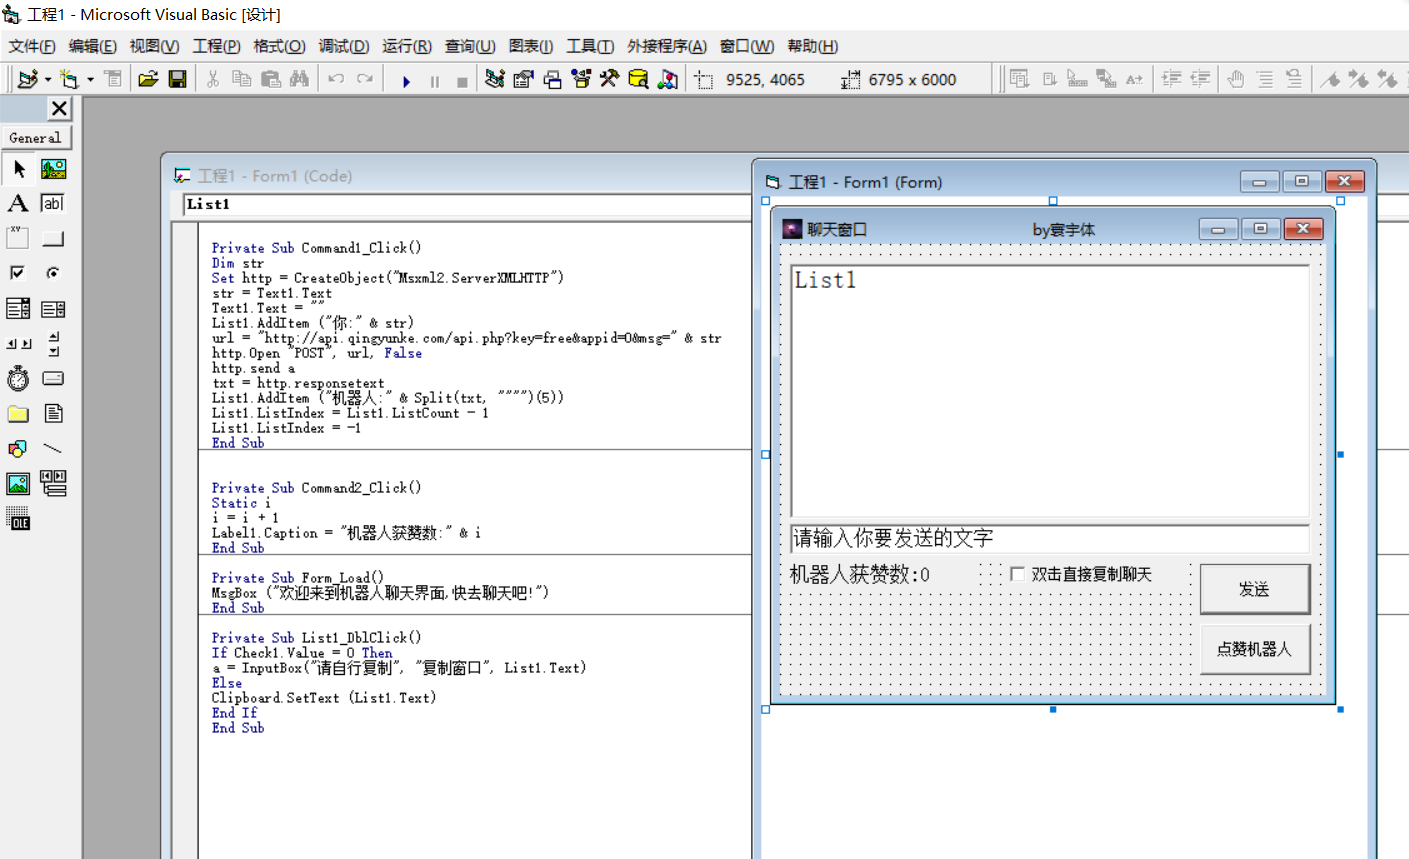 工程1 - Microsoft Visual Basic [设计]
文件(F) 编辑(E) 视图(V) 工程(P) 格式(O) 调试(D) 运行(R) 查询(U) 图表(I) 工具(T) 外接程序(A) 窗口(W) 帮助(H)
9525, 4065 6795 x 6000
General
A ab|
xy
OLE
工程1 - Form1 (Code)
List1
Private Sub Command1_Click()
Dim str
Set http = CreateObject("Msxml2.ServerXMLHTTP")
str = Text1.Text
Text1.Text = ""
List1.AddItem ("你:" & str)
url = "http://api.qingyunke.com/api.php?key=free&appid=0&msg=" & str
http.Open "POST", url, False
http.send a
txt = http.responsetext
List1.AddItem ("机器人:" & Split(txt, """")(5))
List1.ListIndex = List1.ListCount - 1
List1.ListIndex = -1
End Sub
Private Sub Command2_Click()
Static i
i = i + 1
Label1.Caption = "机器人获赞数:" & i
End Sub
Private Sub Form_Load()
MsgBox ("欢迎来到机器人聊天界面,快去聊天吧!")
End Sub
Private Sub List1_DblClick()
If Check1.Value = 0 Then
a = InputBox("请自行复制", "复制窗口", List1.Text)
Else
Clipboard.SetText (List1.Text)
End If
End Sub
工程1 - Form1 (Form)
聊天窗口 by寰宇体
List1
请输入你要发送的文字
机器人获赞数:0 双击直接复制聊天 发送
点赞机器人